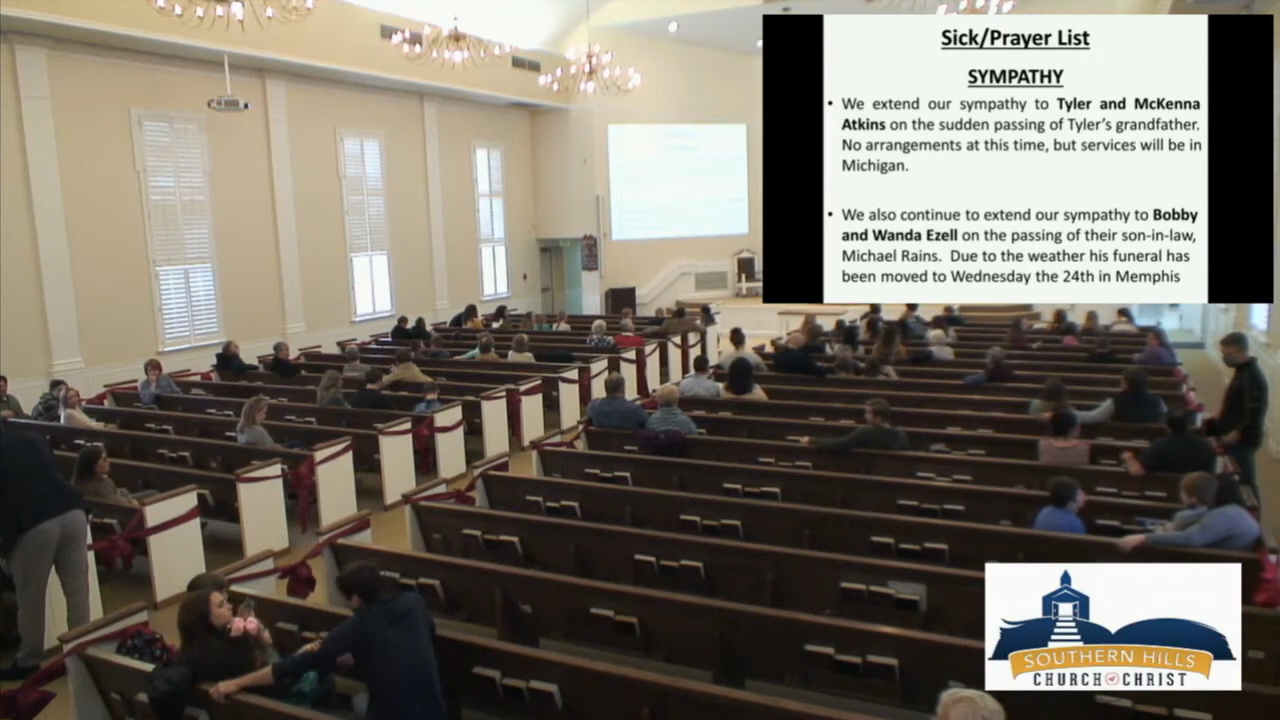 Sick/Prayer List
SYMPATHY
• We extend our sympathy to Tyler and McKenna
Atkins on the sudden passing of Tyler's grandfather.
No arrangements at this time, but services will be in
Michigan.
• We also continue to extend our sympathy to Bobby
and Wanda Ezell on the passing of their son-in-law,
Michael Rains. Due to the weather his funeral has
been moved to Wednesday the 24th in Memphis
SOUTHERN HILLS
CHURCH OF CHRIST